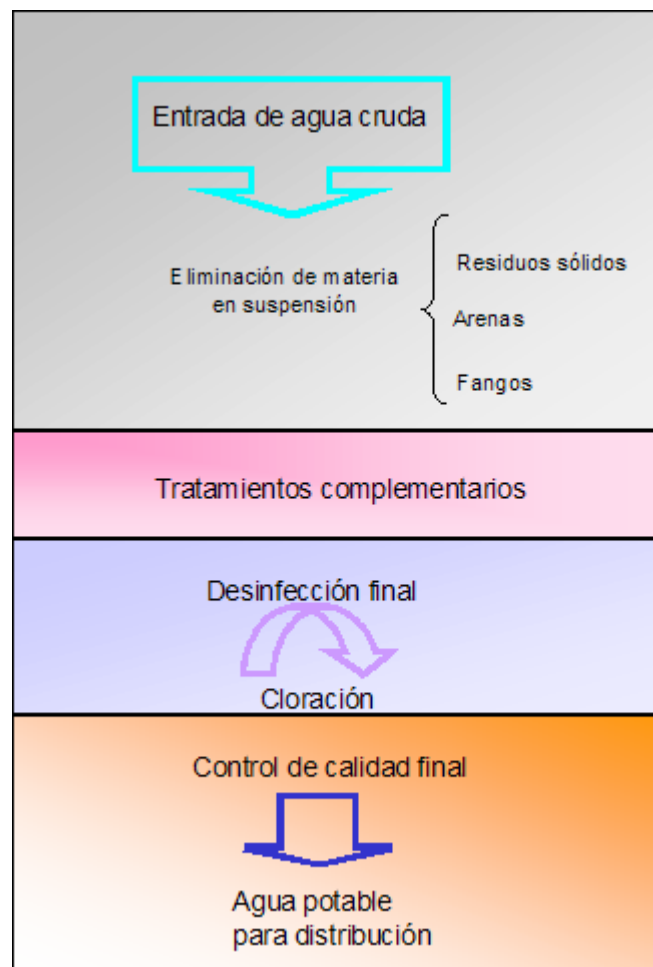 Entrada de agua cruda
Eliminación de materia
en suspensión
Residuos sólidos
Arenas
Fangos
Tratamientos complementarios
Desinfección final
Cloración
Control de calidad final
Agua potable
para distribución